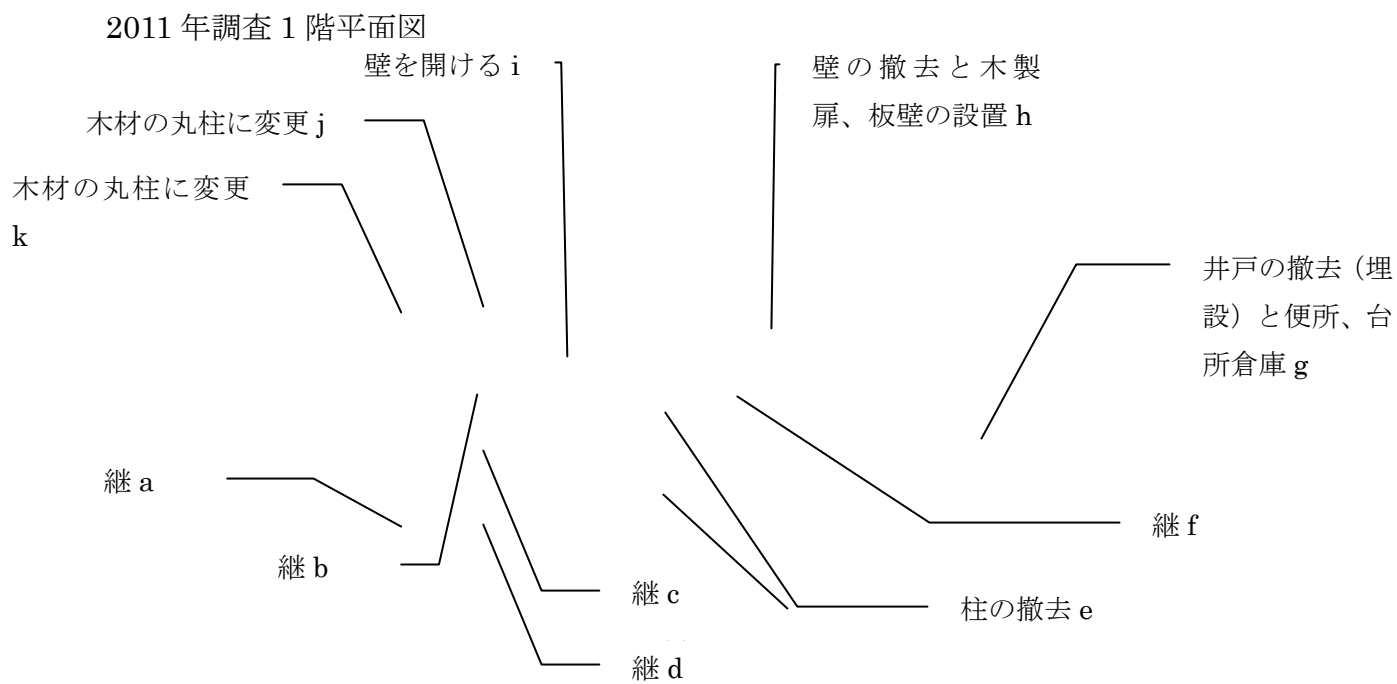 2011 年調査 1 階平面図
壁を開ける i
壁の撤去と木製
扉、板壁の設置 h
木材の丸柱に変更 j
木材の丸柱に変更
k
井戸の撤去（埋
設）と便所、台
所倉庫 g
継 a
継 b
継 c
継 d
柱の撤去 e
継 f